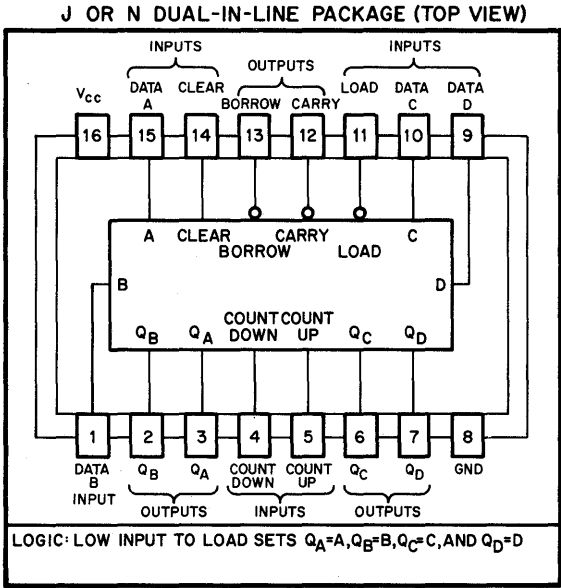 J OR N DUAL-IN-LINE PACKAGE (TOP VIEW)
INPUTS OUTPUTS INPUTS
VCC DATA A CLEAR BORROW CARRY LOAD DATA C DATA D
16 15 14 13 12 11 10 9
A CLEAR BORROW CARRY LOAD C
B D
QB QA COUNT DOWN COUNT UP QC QD
1 2 3 4 5 6 7 8
DATA B INPUT QB QA COUNT DOWN COUNT UP QC QD GND
OUTPUTS INPUTS OUTPUTS
LOGIC: LOW INPUT TO LOAD SETS QA=A,QB=B,QC=C,AND QD=D